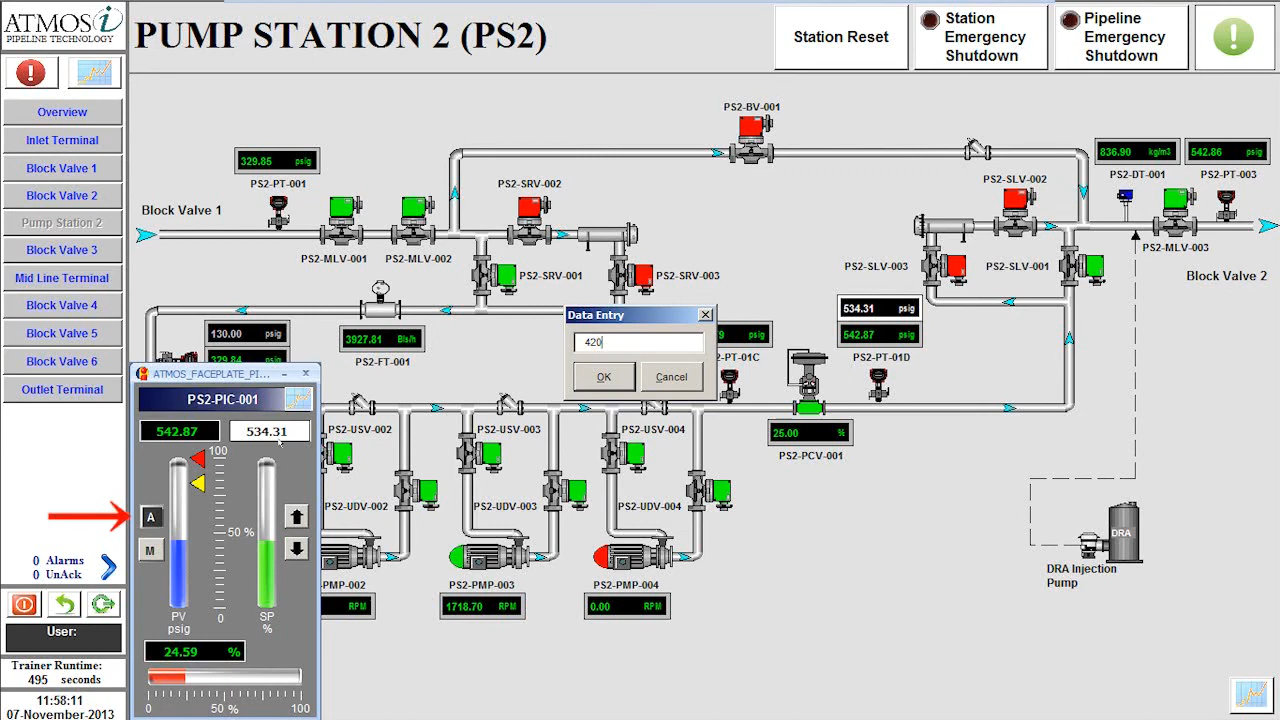 ATMOSi
PIPELINE TECHNOLOGY
PUMP STATION 2 (PS2)
Station Reset
Station
Emergency
Shutdown
Pipeline
Emergency
Shutdown
Overview
Inlet Terminal
Block Valve 1
Block Valve 2
Pump Station 2
Block Valve 3
Mid Line Terminal
Block Valve 4
Block Valve 5
Block Valve 6
Outlet Terminal
0 Alarms
0 UnAck
User:
Trainer Runtime:
495 seconds
11:58:11
07-November-2013
PS2-BV-001
329.85 psig
PS2-PT-001
PS2-SRV-002
PS2-SLV-002
836.90 kg/m3
542.86 psig
PS2-DT-001
PS2-PT-003
Block Valve 1
PS2-MLV-001
PS2-MLV-002
PS2-MLV-003
PS2-SRV-001
PS2-SRV-003
PS2-SLV-003
PS2-SLV-001
Block Valve 2
130.00 psig
329.84 psig
3927.81 Bls/h
PS2-FT-001
Data Entry
420
OK
Cancel
9 psig
PS2-PT-01C
534.31 psig
542.87 psig
PS2-PT-01D
25.00 %
PS2-PCV-001
PS2-USV-002
PS2-USV-003
PS2-USV-004
PS2-UDV-002
PS2-UDV-003
PS2-UDV-004
PS2-PMP-002
PS2-PMP-003
PS2-PMP-004
RPM
1718.70 RPM
0.00 RPM
DRA
DRA Injection
Pump
ATMOS_FACEPLATE_PI...
PS2-PIC-001
542.87
534.31
100
A
50 %
M
0
PV
psig
SP
%
24.59 %
0 50 % 100